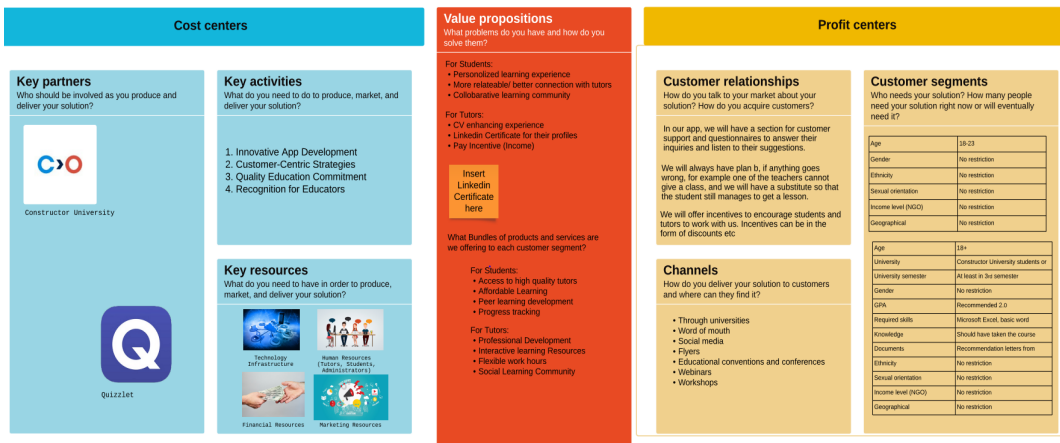 Cost centers
Key partners
Who should be involved as you produce and
deliver your solution?
C›O
Constructor University
Q
Quizzlet
Key activities
What do you need to do to produce, market, and
deliver your solution?
1. Innovative App Development
2. Customer-Centric Strategies
3. Quality Education Commitment
4. Recognition for Educators
Key resources
What do you need to have in order to produce,
market, and deliver your solution?
Technology
Infrastructure
Human Resources
(Tutors, Students,
Administrators)
Financial Resources
Marketing Resources
Value propositions
What problems do you have and how do you
solve them?
For Students:
• Personlized learning experience
• More relateable/ better connection with tutors
• Collobarative learning community
For Tutors:
• CV enhancing experience
• Linkedin Certificate for their profiles
• Pay Incentive (Income)
Insert
Linkedin
Certificate
here
What Bundles of products and services are
we offering to each customer segment?
For Students:
• Access to high quality tutors
• Affordable Learning
• Peer learning development
• Progress tracking
For Tutors:
• Professional Development
• Interactive learning Resources
• Flexible work hours
• Social Learning Community
Profit centers
Customer relationships
How do you talk to your market about your
solution? How do you acquire customers?
In our app, we will have a section for customer
support and questionnaires to answer their
inquiries and listen to their suggestions.
We will always have plan b, if anything goes
wrong, for example one of the teachers cannot
give a class, and we will have a substitute so that
the student still manages to get a lesson.
We will offer incentives to encourage students and
tutors to work with us. Incentives can be in the
form of discounts etc
Channels
How do you deliver your solution to customers
and where can they find it?
• Through universities
• Word of mouth
• Social media
• Flyers
• Educational conventions and conferences
• Webinars
• Workshops
Customer segments
Who needs your solution? How many people
need your solution right now or will eventually
need it?
Age 18-23
Gender No restriction
Ethnicity No restriction
Sexual orientation No restriction
Income level (NGO) No restriction
Geographical No restriction
Age 18+
University Constructor University students or
University semester At least in 3rd semester
Gender No restriction
GPA Recommended 2.0
Required skills Microsoft Excel, basic word
Knowledge Should have taken the course
Documents Recommendation letters from
Ethnicity No restriction
Sexual orientation No restriction
Income level (NGO) No restriction
Geographical No restriction